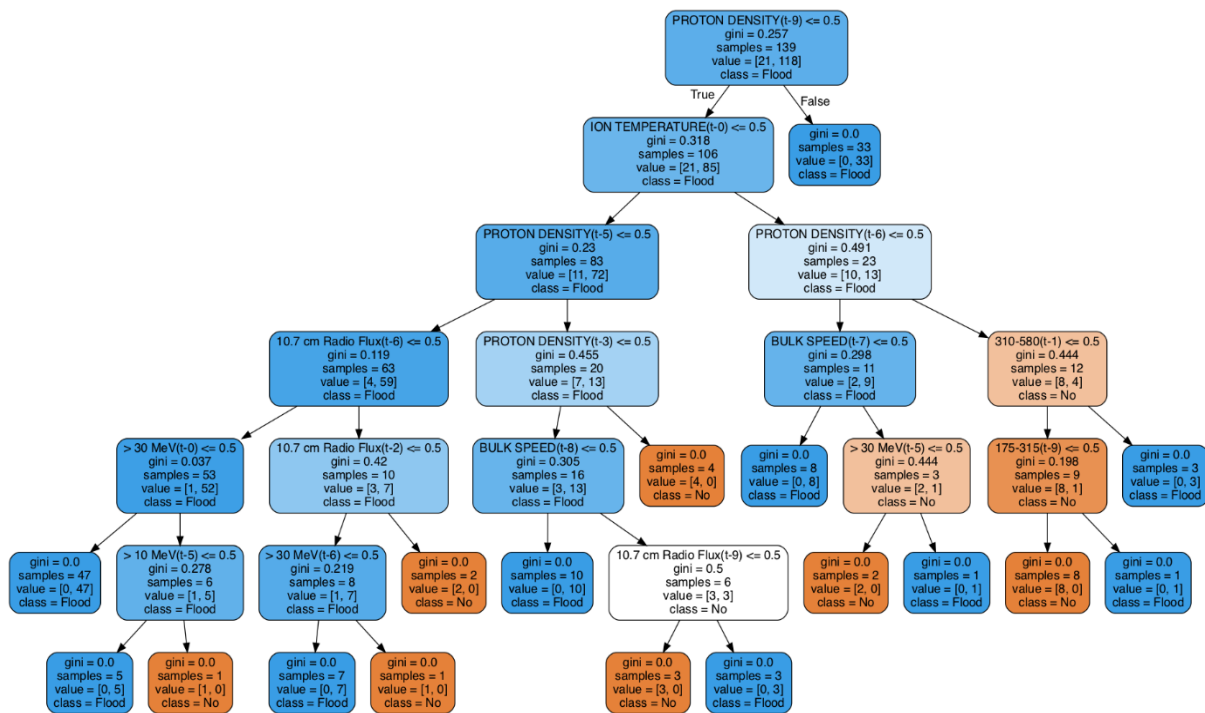 PROTON DENSITY(t-9) <= 0.5
gini = 0.257
samples = 139
value = [21, 118]
class = Flood
True
False
ION TEMPERATURE(t-0) <= 0.5
gini = 0.318
samples = 106
value = [21, 85]
class = Flood
gini = 0.0
samples = 33
value = [0, 33]
class = Flood
PROTON DENSITY(t-5) <= 0.5
gini = 0.23
samples = 83
value = [11, 72]
class = Flood
PROTON DENSITY(t-6) <= 0.5
gini = 0.491
samples = 23
value = [10, 13]
class = Flood
10.7 cm Radio Flux(t-6) <= 0.5
gini = 0.119
samples = 63
value = [4, 59]
class = Flood
PROTON DENSITY(t-3) <= 0.5
gini = 0.455
samples = 20
value = [7, 13]
class = Flood
BULK SPEED(t-7) <= 0.5
gini = 0.298
samples = 11
value = [2, 9]
class = Flood
310-580(t-1) <= 0.5
gini = 0.444
samples = 12
value = [8, 4]
class = No
> 30 MeV(t-0) <= 0.5
gini = 0.037
samples = 53
value = [1, 52]
class = Flood
10.7 cm Radio Flux(t-2) <= 0.5
gini = 0.42
samples = 10
value = [3, 7]
class = Flood
BULK SPEED(t-8) <= 0.5
gini = 0.305
samples = 16
value = [3, 13]
class = Flood
gini = 0.0
samples = 4
value = [4, 0]
class = No
gini = 0.0
samples = 8
value = [0, 8]
class = Flood
> 30 MeV(t-5) <= 0.5
gini = 0.444
samples = 3
value = [2, 1]
class = No
175-315(t-9) <= 0.5
gini = 0.198
samples = 9
value = [8, 1]
class = No
gini = 0.0
samples = 3
value = [0, 3]
class = Flood
gini = 0.0
samples = 47
value = [0, 47]
class = Flood
> 10 MeV(t-5) <= 0.5
gini = 0.278
samples = 6
value = [1, 5]
class = Flood
> 30 MeV(t-6) <= 0.5
gini = 0.219
samples = 8
value = [1, 7]
class = Flood
gini = 0.0
samples = 2
value = [2, 0]
class = No
gini = 0.0
samples = 10
value = [0, 10]
class = Flood
10.7 cm Radio Flux(t-9) <= 0.5
gini = 0.5
samples = 6
value = [3, 3]
class = No
gini = 0.0
samples = 2
value = [2, 0]
class = No
gini = 0.0
samples = 1
value = [0, 1]
class = Flood
gini = 0.0
samples = 8
value = [8, 0]
class = No
gini = 0.0
samples = 1
value = [0, 1]
class = Flood
gini = 0.0
samples = 5
value = [0, 5]
class = Flood
gini = 0.0
samples = 1
value = [1, 0]
class = No
gini = 0.0
samples = 7
value = [0, 7]
class = Flood
gini = 0.0
samples = 1
value = [1, 0]
class = No
gini = 0.0
samples = 3
value = [3, 0]
class = No
gini = 0.0
samples = 3
value = [0, 3]
class = Flood